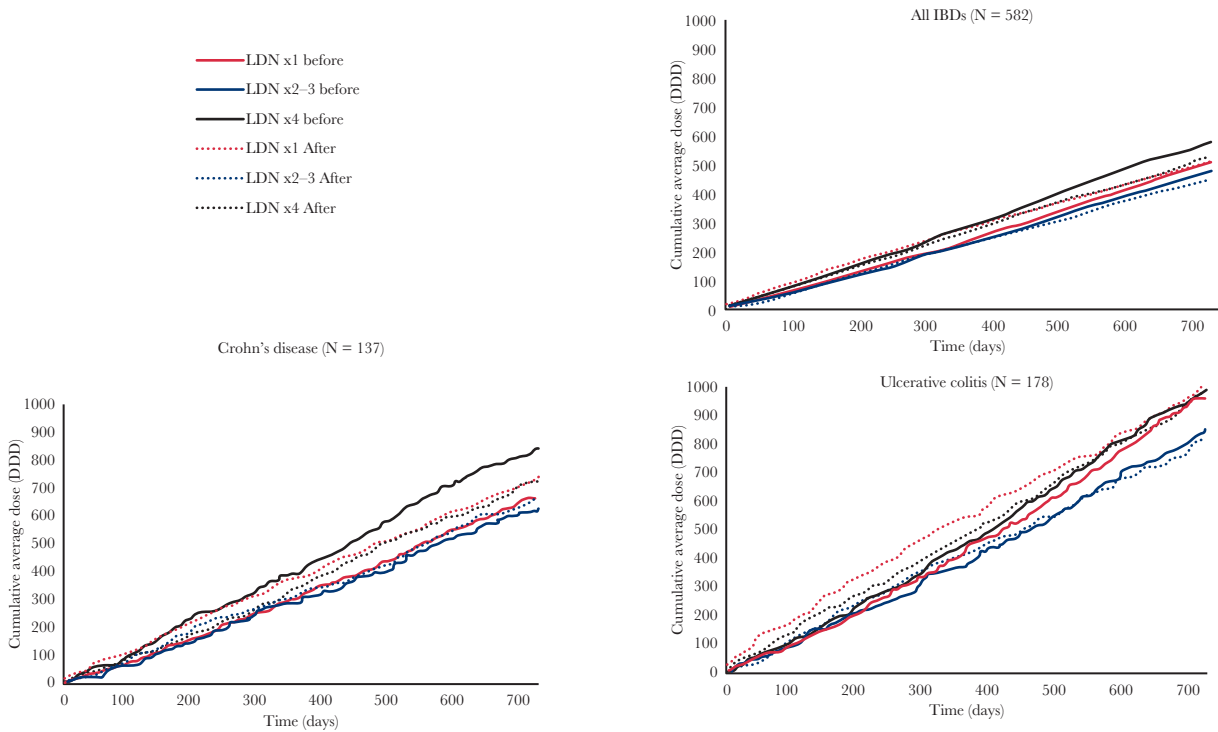 LDN x1 before
LDN x2–3 before
LDN x4 before
LDN x1 After
LDN x2–3 After
LDN x4 After
All IBDs (N = 582)
Cumulative average dose (DDD)
1000
900
800
700
600
500
400
300
200
100
0
0 100 200 300 400 500 600 700
Time (days)
Crohn's disease (N = 137)
Cumulative average dose (DDD)
1000
900
800
700
600
500
400
300
200
100
0
0 100 200 300 400 500 600 700
Time (days)
Ulcerative colitis (N = 178)
Cumulative average dose (DDD)
1000
900
800
700
600
500
400
300
200
100
0
0 100 200 300 400 500 600 700
Time (days)